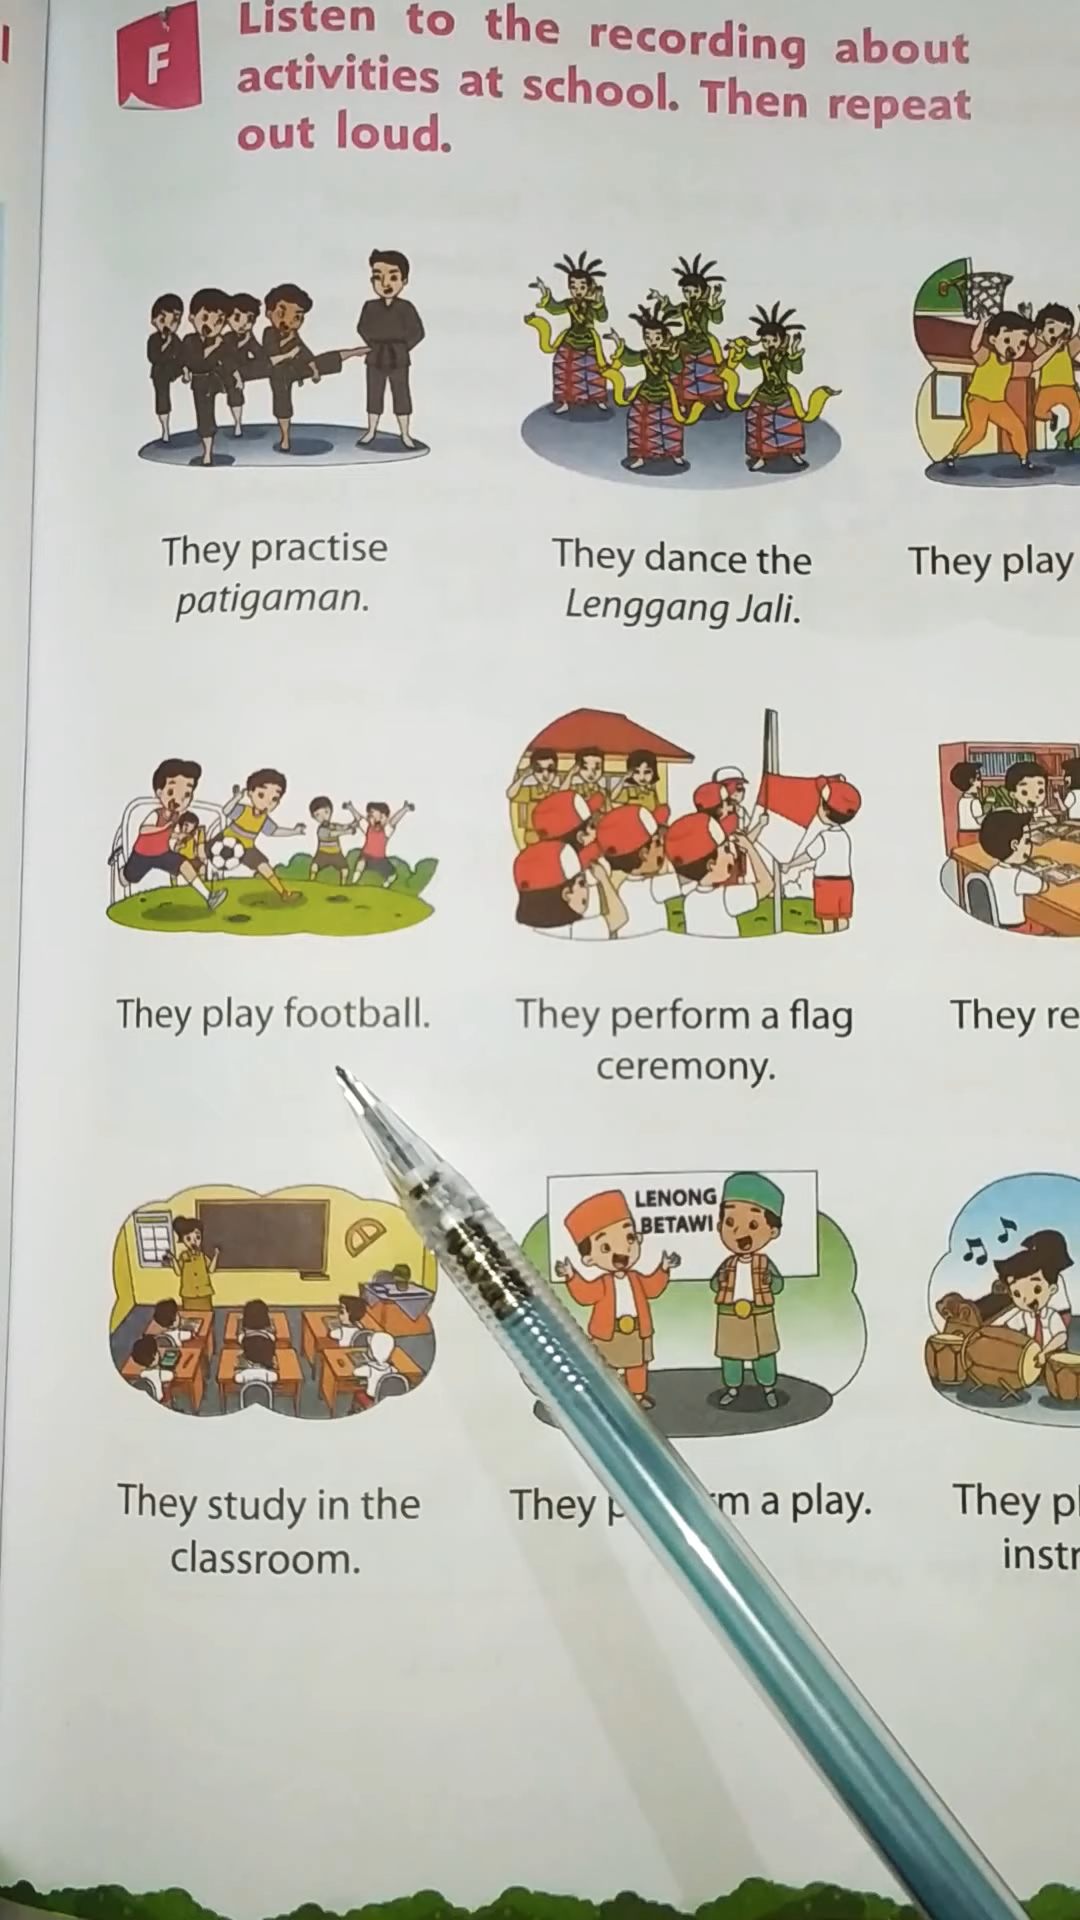 F
Listen to the recording about
activities at school. Then repeat
out loud.
They practise
patigaman.
They dance the
Lenggang Jali.
They play
They play football.
They perform a flag
ceremony.
They re
LENONG
BETAWI
They study in the
classroom.
They a play.
They pl
instr